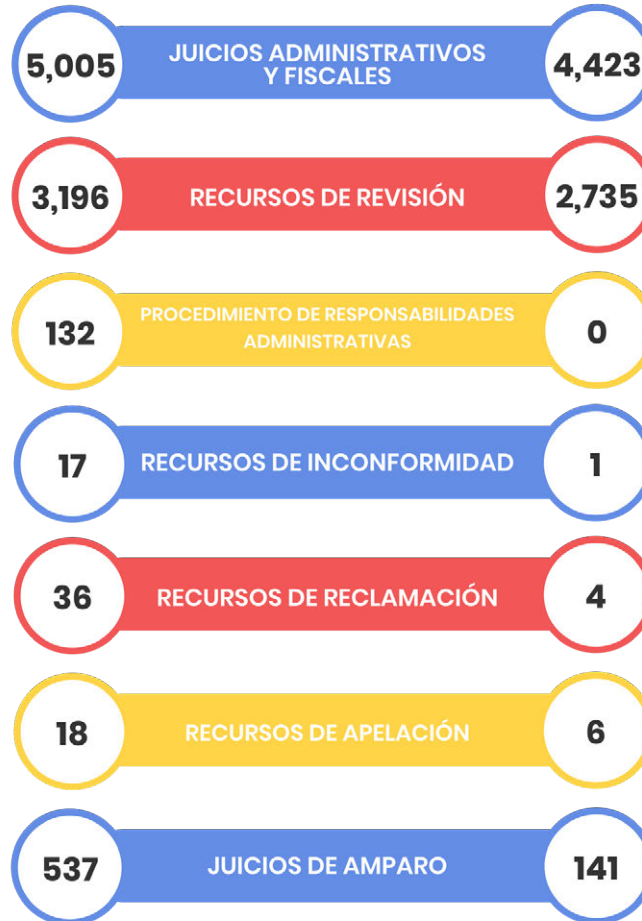 5,005 JUICIOS ADMINISTRATIVOS Y FISCALES 4,423
3,196 RECURSOS DE REVISIÓN 2,735
132 PROCEDIMIENTO DE RESPONSABILIDADES ADMINISTRATIVAS 0
17 RECURSOS DE INCONFORMIDAD 1
36 RECURSOS DE RECLAMACIÓN 4
18 RECURSOS DE APELACIÓN 6
537 JUICIOS DE AMPARO 141